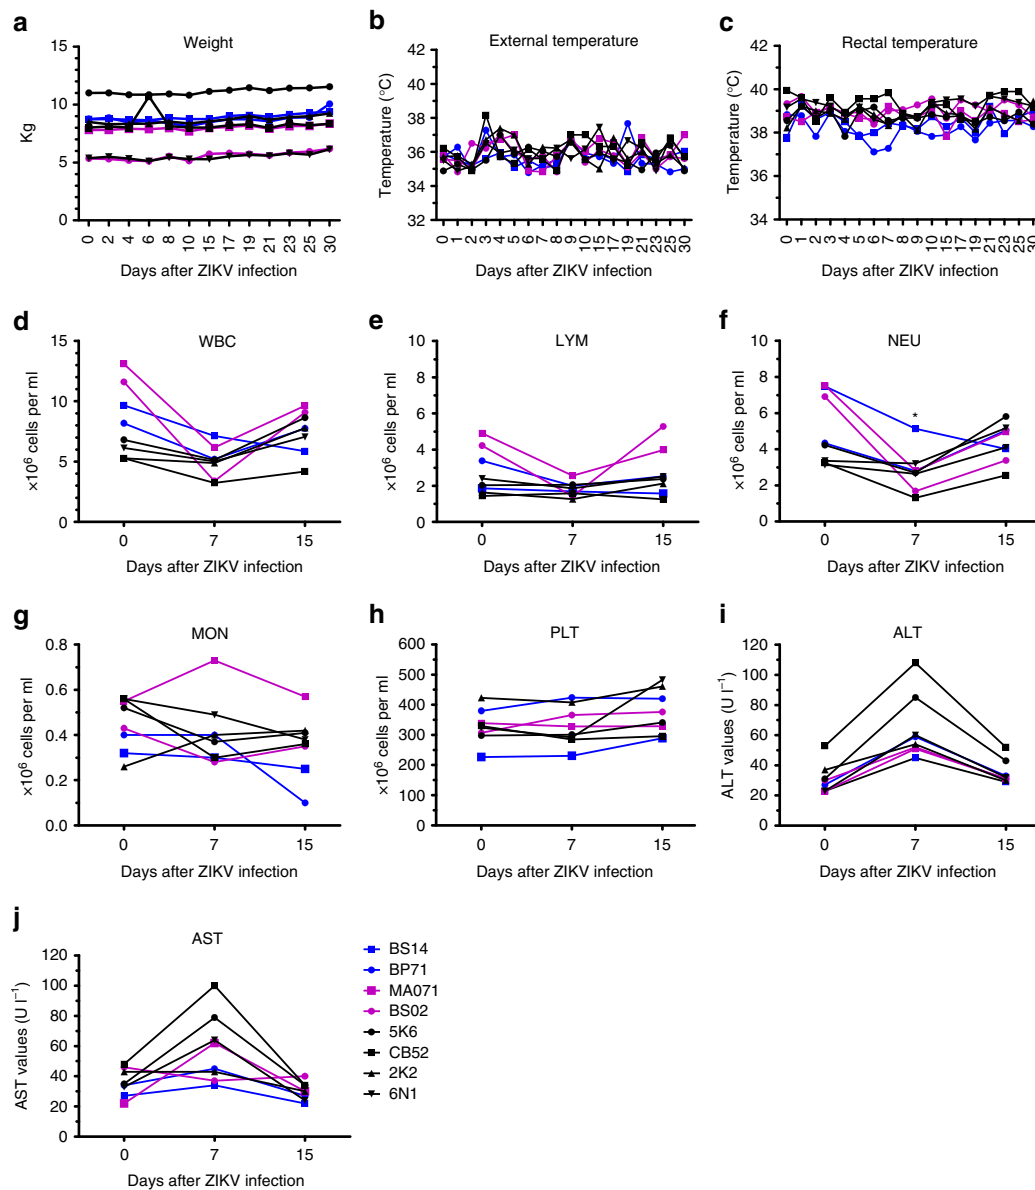 a
Weight
15
10
5
0
Kg
0 2 4 6 8 10 15 17 19 21 23 25 30
Days after ZIKV infection
b
External temperature
42
40
38
36
34
32
Temperature (°C)
0 1 2 3 4 5 6 7 8 9 10 15 17 19 21 23 25 30
Days after ZIKV infection
c
Rectal temperature
42
40
38
36
34
Temperature (°C)
0 1 2 3 4 5 6 7 8 9 10 15 17 19 21 23 25 30
Days after ZIKV infection
d
WBC
15
10
5
0
×10⁶ cells per ml
0 7 15
Days after ZIKV infection
e
LYM
10
8
6
4
2
0
×10⁶ cells per ml
0 7 15
Days after ZIKV infection
f
NEU
10
8
6
4
2
0
×10⁶ cells per ml
*
0 7 15
Days after ZIKV infection
g
MON
0.8
0.6
0.4
0.2
0.0
×10⁶ cells per ml
0 7 15
Days after ZIKV infection
h
PLT
600
500
400
300
200
100
0
×10⁶ cells per ml
0 7 15
Days after ZIKV infection
i
ALT
120
100
80
60
40
20
0
ALT values (U l⁻¹)
0 7 15
Days after ZIKV infection
j
AST
120
100
80
60
40
20
0
AST values (U l⁻¹)
0 7 15
Days after ZIKV infection
BS14
BP71
MA071
BS02
5K6
CB52
2K2
6N1